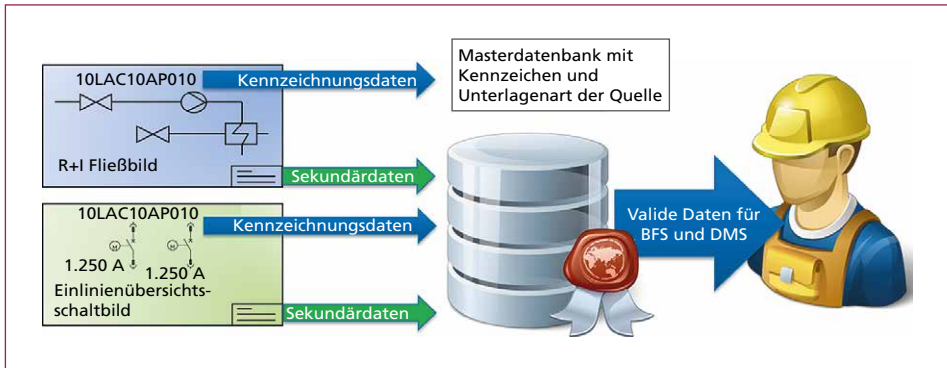 10LAC10AP010
Kennzeichnungsdaten
R+I Fließbild
Sekundärdaten
10LAC10AP010
Kennzeichnungsdaten
M
M
1.250 A
1.250 A
Einlinienübersichts-
schaltbild
Sekundärdaten
Masterdatenbank mit
Kennzeichen und
Unterlagenart der Quelle
Valide Daten für
BFS und DMS